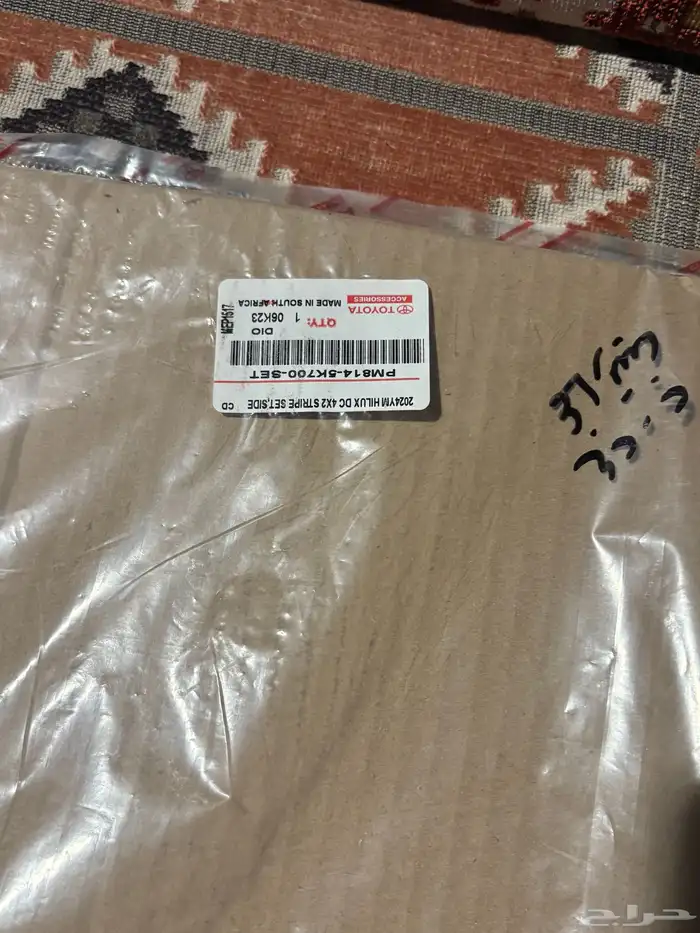 2024YM HILUX DC 4X2 STRIPE SET,SIDE CD
PM814-5K700-SET
DIO
QTY: 1 06K23
TOYOTA
ACCESSORIES
MADE IN SOUTH AFRICA
حراج